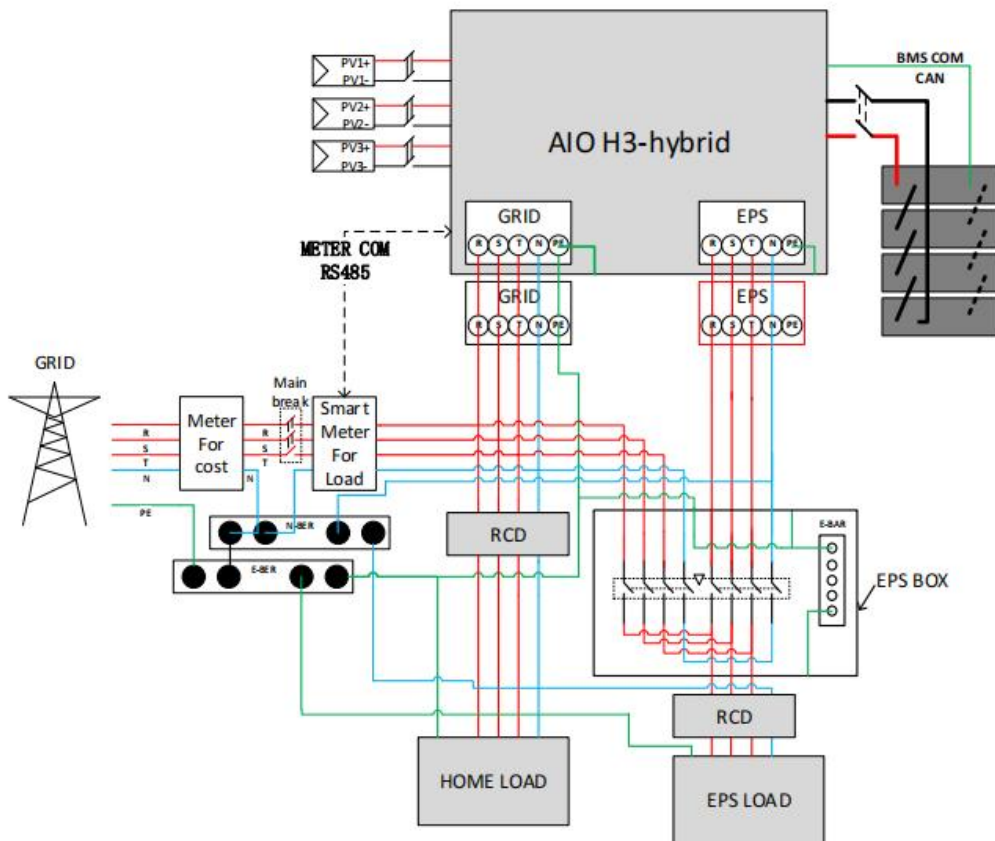 PV1+
PV1-
PV2+
PV2-
PV3+
PV3-
AIO H3-hybrid
BMS COM
CAN
GRID
R S T N PE
EPS
R S T N PE
METER COM
RS485
GRID
R S T N PE
EPS
R S T N PE
GRID
R
S
T
N
PE
Meter
For
cost
Main
break
R
S
T
N
Smart
Meter
For
Load
N-BER
E-BER
RCD
E-BAR
EPS BOX
RCD
HOME LOAD
EPS LOAD